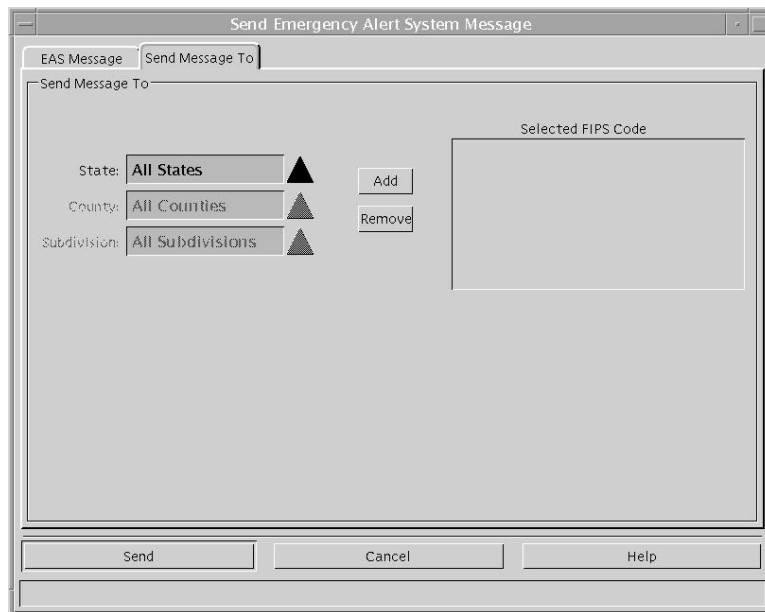 Send Emergency Alert System Message
EAS Message Send Message To
Send Message To
Selected FIPS Code
State: All States
Add
County: All Counties
Remove
Subdivision: All Subdivisions
Send Cancel Help